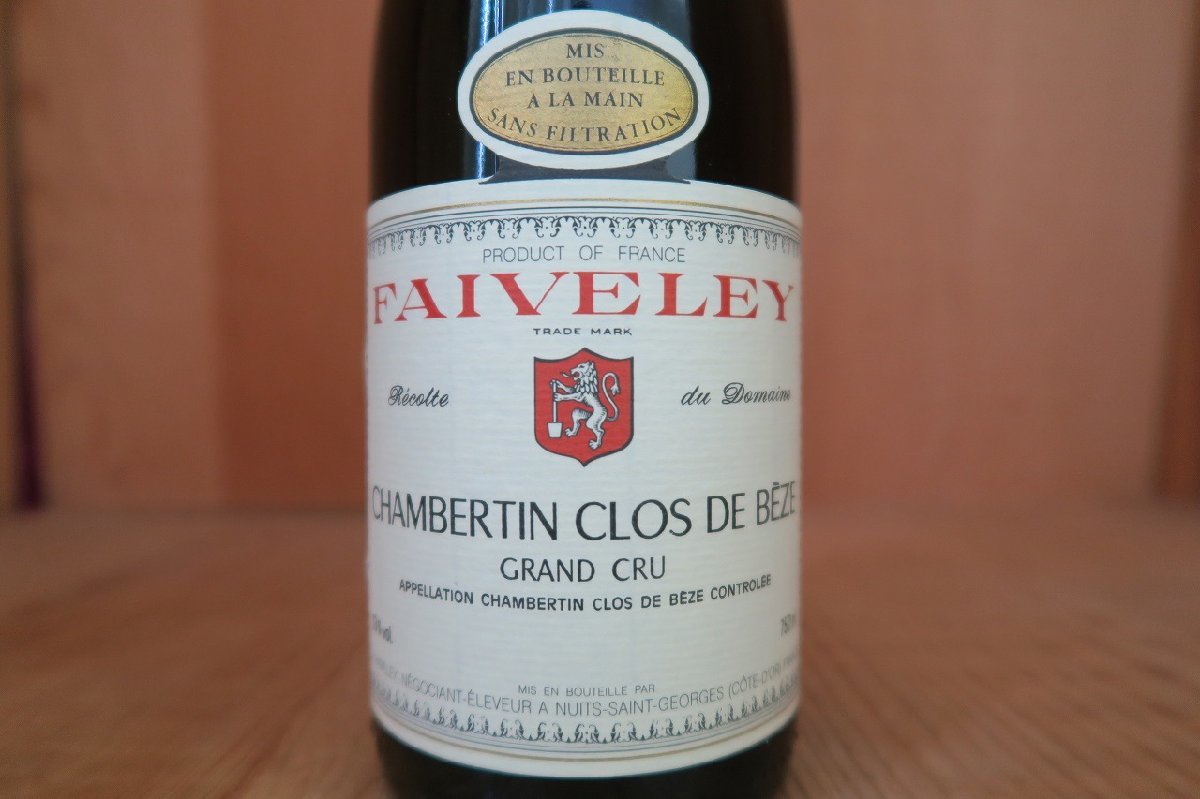 MIS
EN BOUTEILLE
A LA MAIN
SANS FILTRATION
PRODUCT OF FRANCE
FAIVELEY
TRADE MARK
Récolte du Domaine
CHAMBERTIN CLOS DE BÈZE
GRAND CRU
APPELLATION CHAMBERTIN CLOS DE BÈZE CONTROLÉE
MIS EN BOUTEILLE PAR
NÉGOCIANT-ÉLEVEUR A NUITS-SAINT-GEORGES (CÔTE-D'OR)